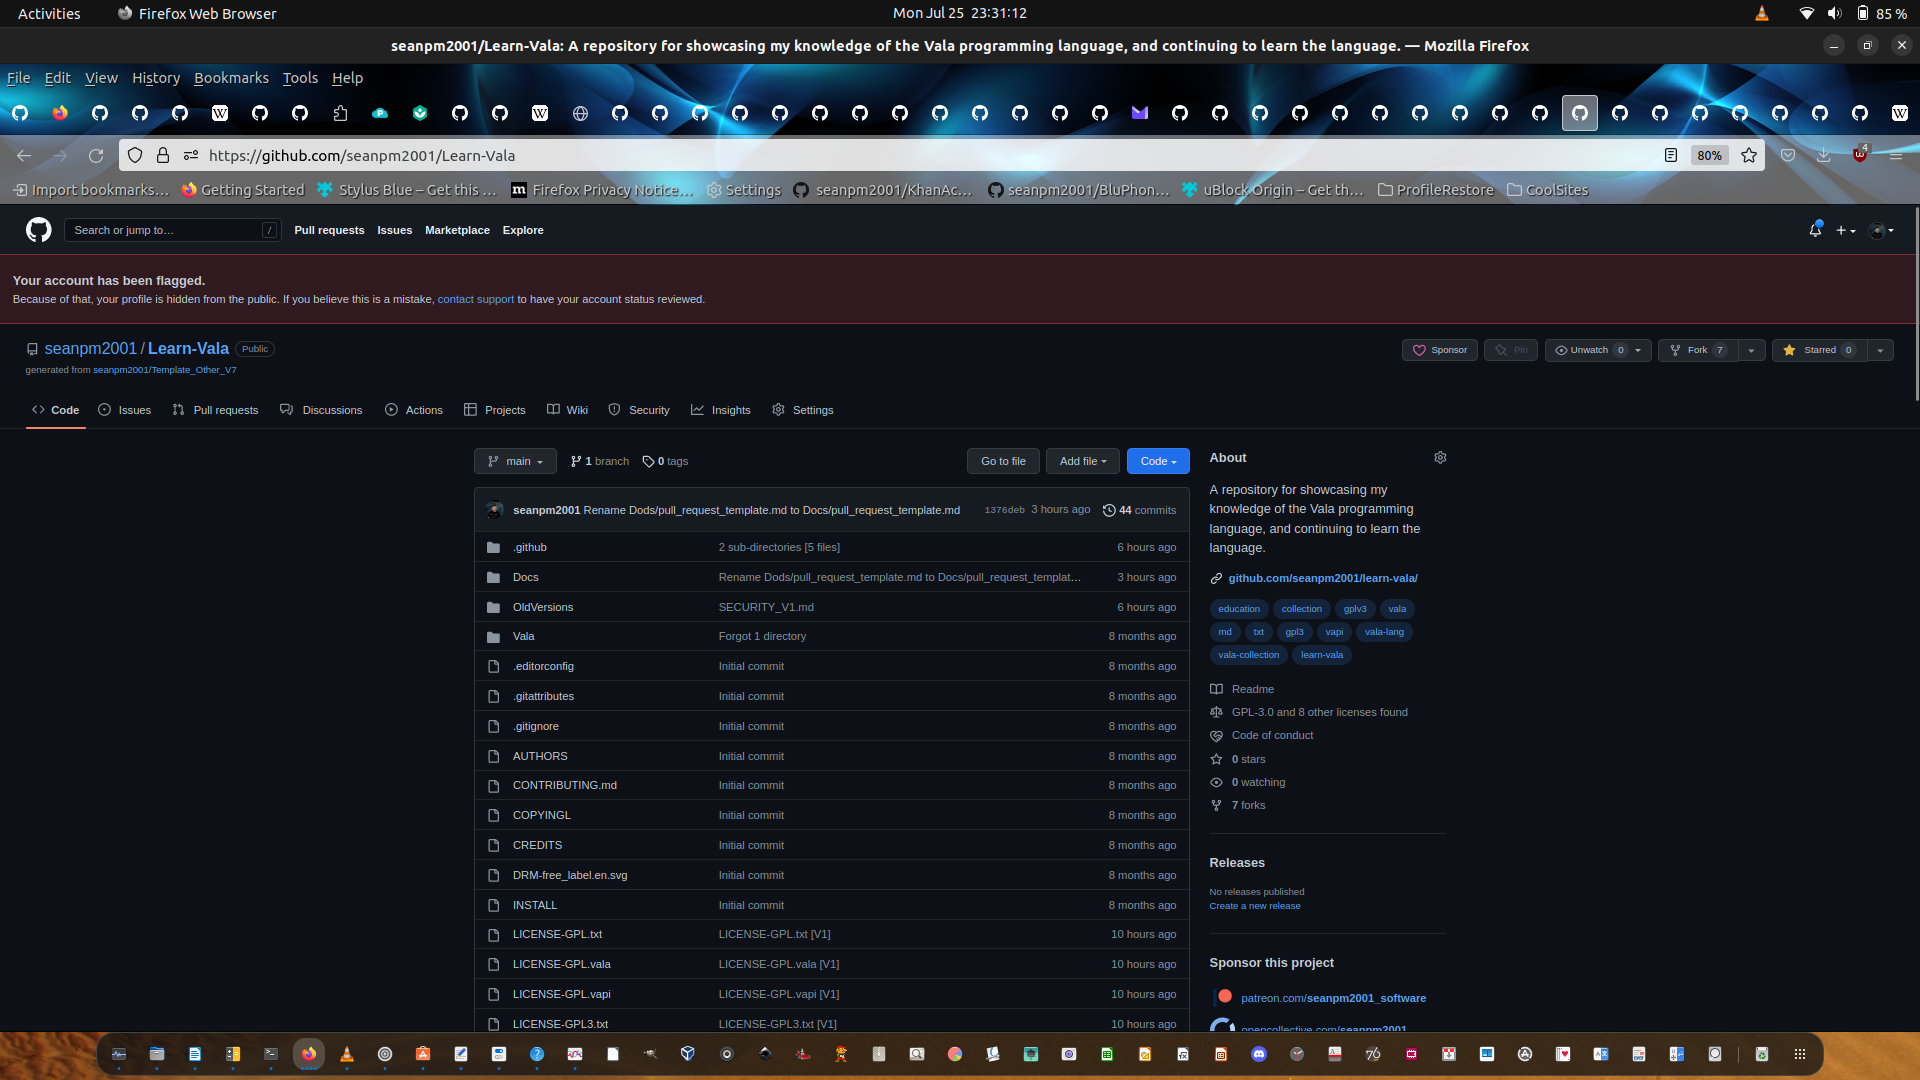 Activities
Firefox Web Browser
Mon Jul 25 23:31:12
85 %
seanpm2001/Learn-Vala: A repository for showcasing my knowledge of the Vala programming language, and continuing to learn the language. — Mozilla Firefox
File Edit View History Bookmarks Tools Help
https://github.com/seanpm2001/Learn-Vala
80%
4
Import bookmarks… Getting Started Stylus Blue – Get this … Firefox Privacy Notice… Settings seanpm2001/KhanAc… seanpm2001/BluPhon… uBlock Origin – Get th… ProfileRestore CoolSites
Search or jump to… /
Pull requests Issues Marketplace Explore
Your account has been flagged.
Because of that, your profile is hidden from the public. If you believe this is a mistake, contact support to have your account status reviewed.
seanpm2001 / Learn-Vala Public
Sponsor Pin Unwatch 0 Fork 7 Starred 0
generated from seanpm2001/Template_Other_V7
Code Issues Pull requests Discussions Actions Projects Wiki Security Insights Settings
main 1 branch 0 tags Go to file Add file Code
seanpm2001 Rename Dods/pull_request_template.md to Docs/pull_request_template.md 1376deb 3 hours ago 44 commits
.github 2 sub-directories [5 files] 6 hours ago
Docs Rename Dods/pull_request_template.md to Docs/pull_request_templat… 3 hours ago
OldVersions SECURITY_V1.md 6 hours ago
Vala Forgot 1 directory 8 months ago
.editorconfig Initial commit 8 months ago
.gitattributes Initial commit 8 months ago
.gitignore Initial commit 8 months ago
AUTHORS Initial commit 8 months ago
CONTRIBUTING.md Initial commit 8 months ago
COPYINGL Initial commit 8 months ago
CREDITS Initial commit 8 months ago
DRM-free_label.en.svg Initial commit 8 months ago
INSTALL Initial commit 8 months ago
LICENSE-GPL.txt LICENSE-GPL.txt [V1] 10 hours ago
LICENSE-GPL.vala LICENSE-GPL.vala [V1] 10 hours ago
LICENSE-GPL.vapi LICENSE-GPL.vapi [V1] 10 hours ago
LICENSE-GPL3.txt LICENSE-GPL3.txt [V1] 10 hours ago
About
A repository for showcasing my
knowledge of the Vala programming
language, and continuing to learn the
language.
github.com/seanpm2001/learn-vala/
education collection gplv3 vala
md txt gpl3 vapi vala-lang
vala-collection learn-vala
Readme
GPL-3.0 and 8 other licenses found
Code of conduct
0 stars
0 watching
7 forks
Releases
No releases published
Create a new release
Sponsor this project
patreon.com/seanpm2001_software
opencollective.com/seanpm2001